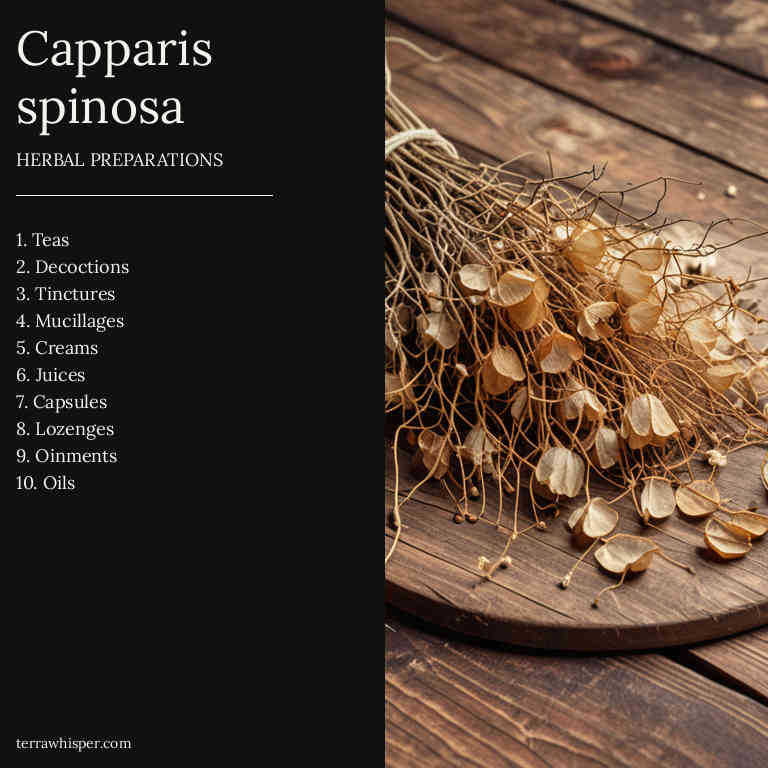 Capparis
spinosa
HERBAL PREPARATIONS
1. Teas
2. Decoctions
3. Tinctures
4. Mucillages
5. Creams
6. Juices
7. Capsules
8. Lozenges
9. Oinments
10. Oils
terrawhisper.com